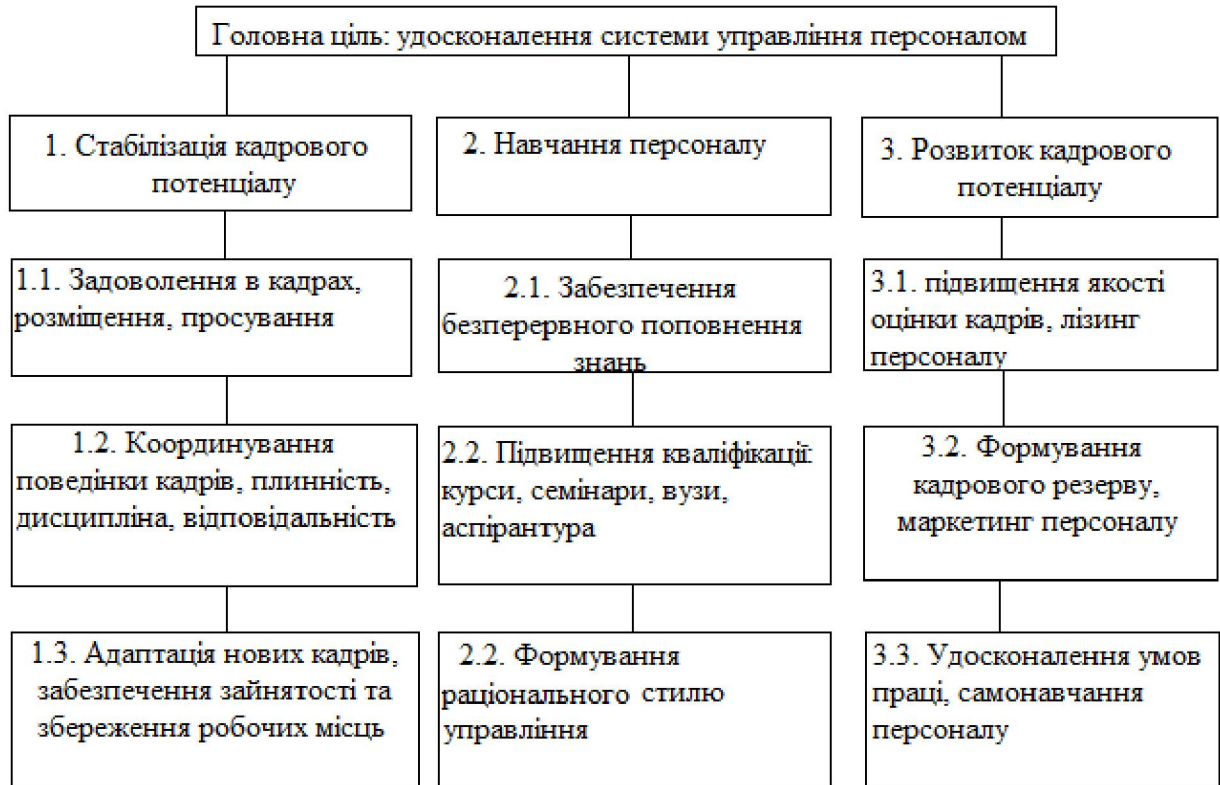 Головна ціль: удосконалення системи управління персоналом
1. Стабілізація кадрового
потенціалу
2. Навчання персоналу
3. Розвиток кадрового
потенціалу
1.1. Задоволення в кадрах,
розміщення, просування
2.1. Забезпечення
безперервного поповнення
знань
3.1. підвищення якості
оцінки кадрів, лізинг
персоналу
1.2. Координування
поведінки кадрів, плинність,
дисципліна, відповідальність
2.2. Підвищення кваліфікації:
курси, семінари, вузи,
аспірантура
3.2. Формування
кадрового резерву,
маркетинг персоналу
1.3. Адаптація нових кадрів,
забезпечення зайнятості та
збереження робочих місць
2.2. Формування
раціонального стилю
управління
3.3. Удосконалення умов
праці, самонавчання
персоналу